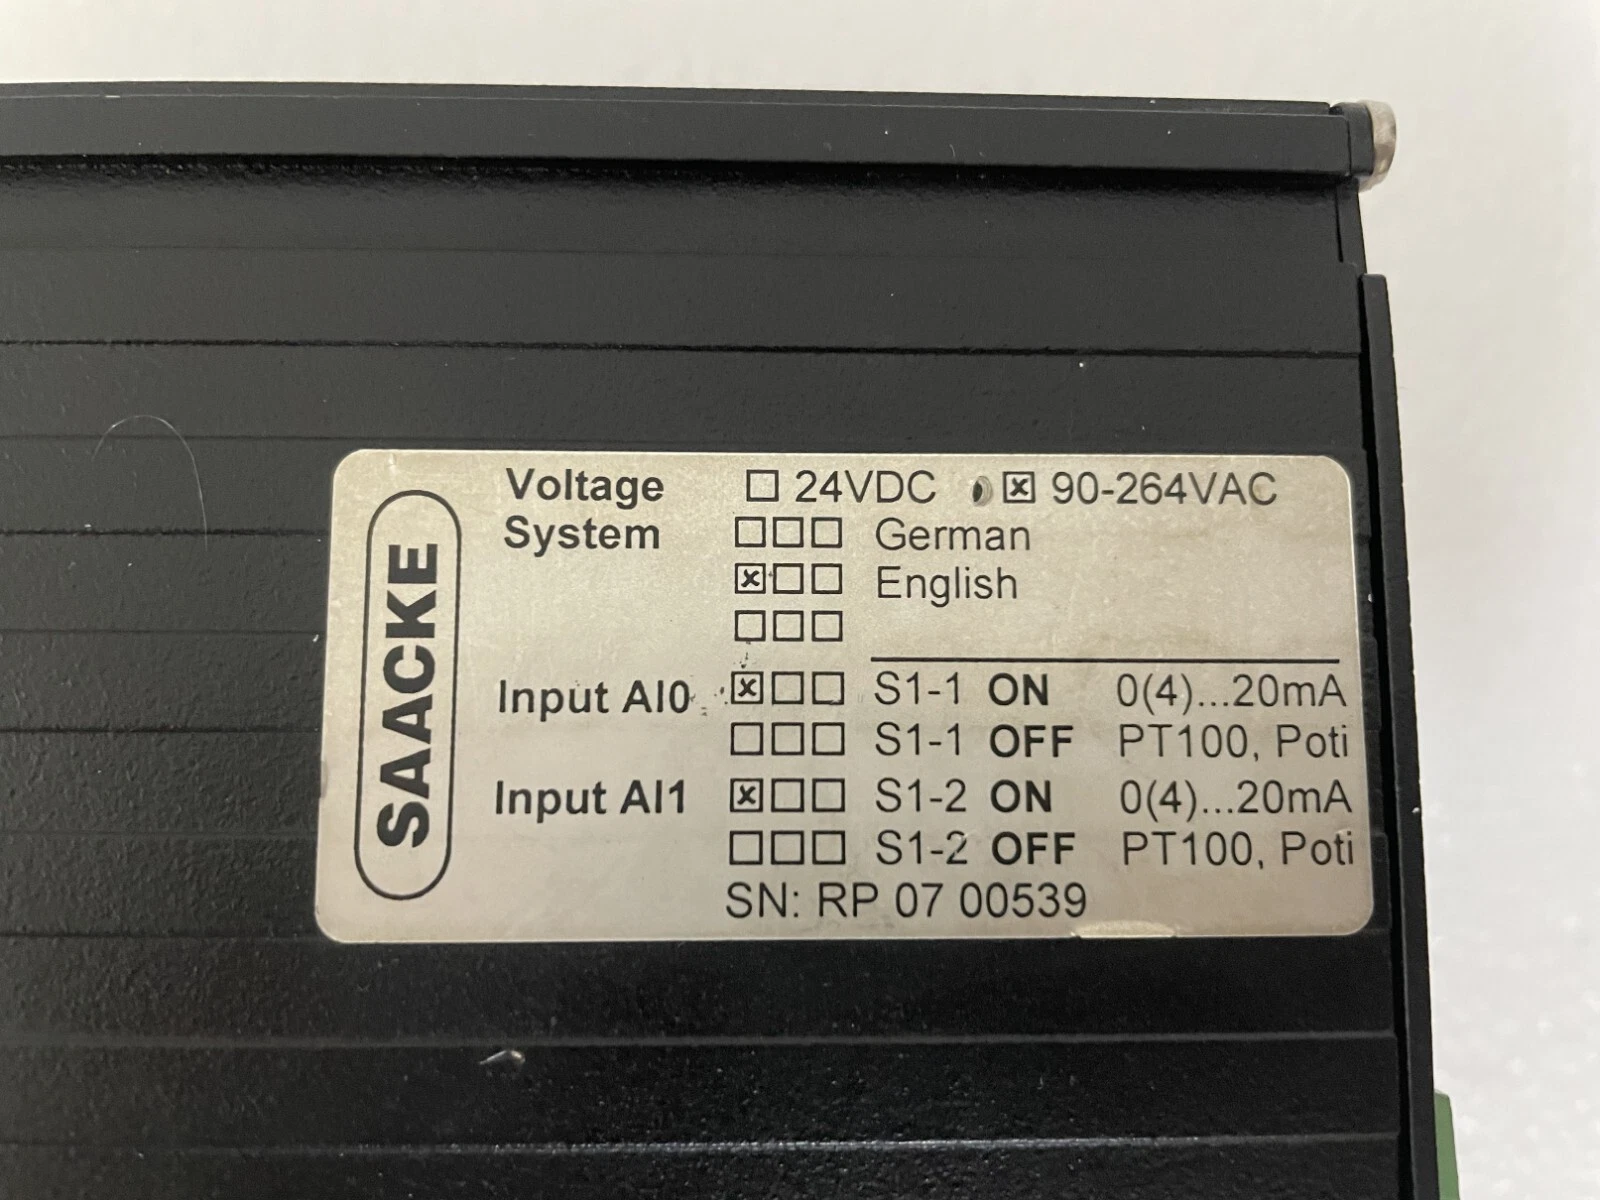 SAACKE
Voltage ☐ 24VDC ☒ 90-264VAC
System ☐☐☐ German
☒☐☐ English
☐☐☐
Input AI0 ☒☐☐ S1-1 ON 0(4)...20mA
☐☐☐ S1-1 OFF PT100, Poti
Input AI1 ☒☐☐ S1-2 ON 0(4)...20mA
☐☐☐ S1-2 OFF PT100, Poti
SN: RP 07 00539